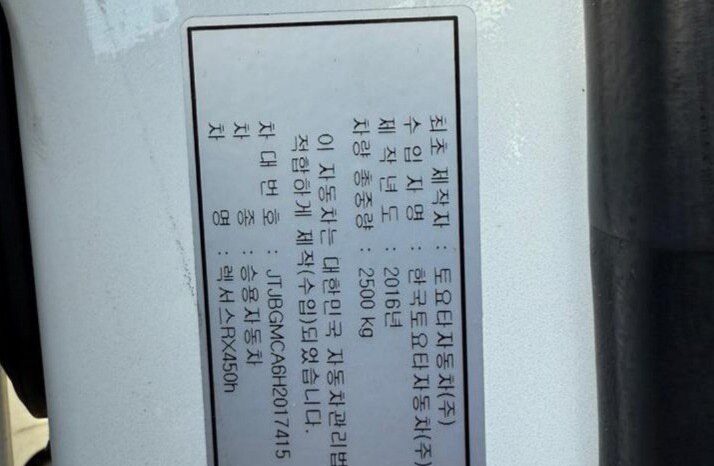 최초 제작자 : 토요타자동차(주)
수 입 자 명 : 한국토요타자동차(주)
제 작 년 도 : 2016년
차량 총중량 : 2500 kg
이 자동차는 대한민국 자동차관리법
적합하게 제작(수입)되었습니다.
차 대 번 호 : JTJBGMCA6H2017415
차 종 : 승용자동차
차 명 : 렉서스RX450h